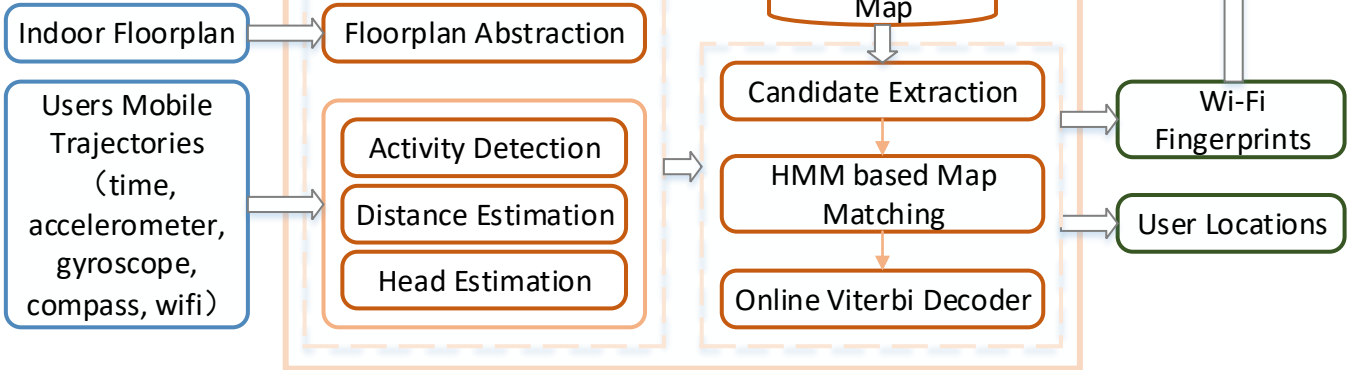 Indoor Floorplan
Users Mobile
Trajectories
（time,
accelerometer,
gyroscope,
compass, wifi）
Floorplan Abstraction
Activity Detection
Distance Estimation
Head Estimation
Map
Candidate Extraction
HMM based Map
Matching
Online Viterbi Decoder
Wi-Fi
Fingerprints
User Locations